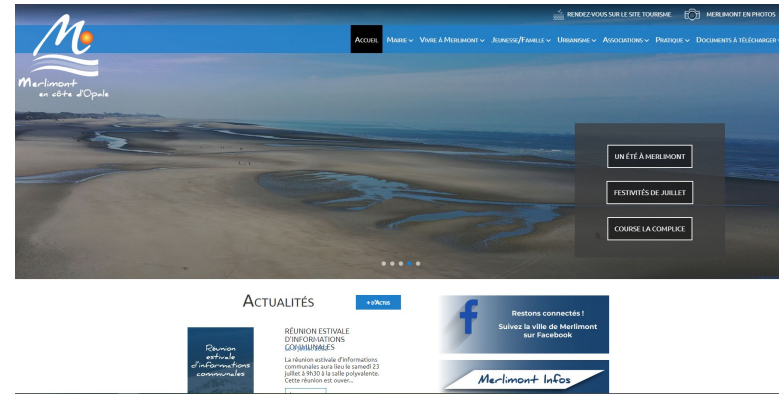 RENDEZ-VOUS SUR LE SITE TOURISME
MERLIMONT EN PHOTOS
ACCUEIL MAIRIE VIVRE À MERLIMONT JEUNESSE/FAMILLE URBANISME ASSOCIATIONS PRATIQUE DOCUMENTS À TÉLÉCHARGER
Merlimont
en côte d'Opale
UN ÉTÉ À MERLIMONT
FESTIVITÉS DE JUILLET
COURSE LA COMPLICE
ACTUALITÉS
+ D'ACTUS
Réunion
estivale
d'informations
communales
RÉUNION ESTIVALE
D'INFORMATIONS
COMMUNALES
La réunion estivale d'informations
communales aura lieu le samedi 23
juillet à 9h30 à la salle polyvalente.
Cette réunion est ouver...
Restons connectés !
Suivez la ville de Merlimont
sur Facebook
Merlimont Infos